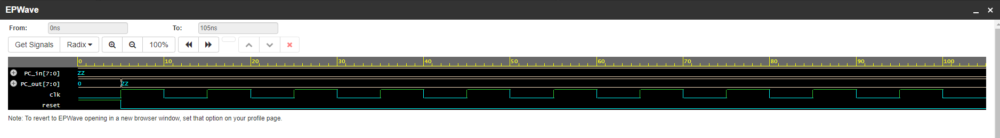 EPWave
From: 0ns To: 105ns
Get Signals Radix 100%
0 10 20 30 40 50 60 70 80 90 100
PC_in[7:0] ZZ
PC_out[7:0] 0 ZZ
clk
reset
Note: To revert to EPWave opening in a new browser window, set that option on your profile page.